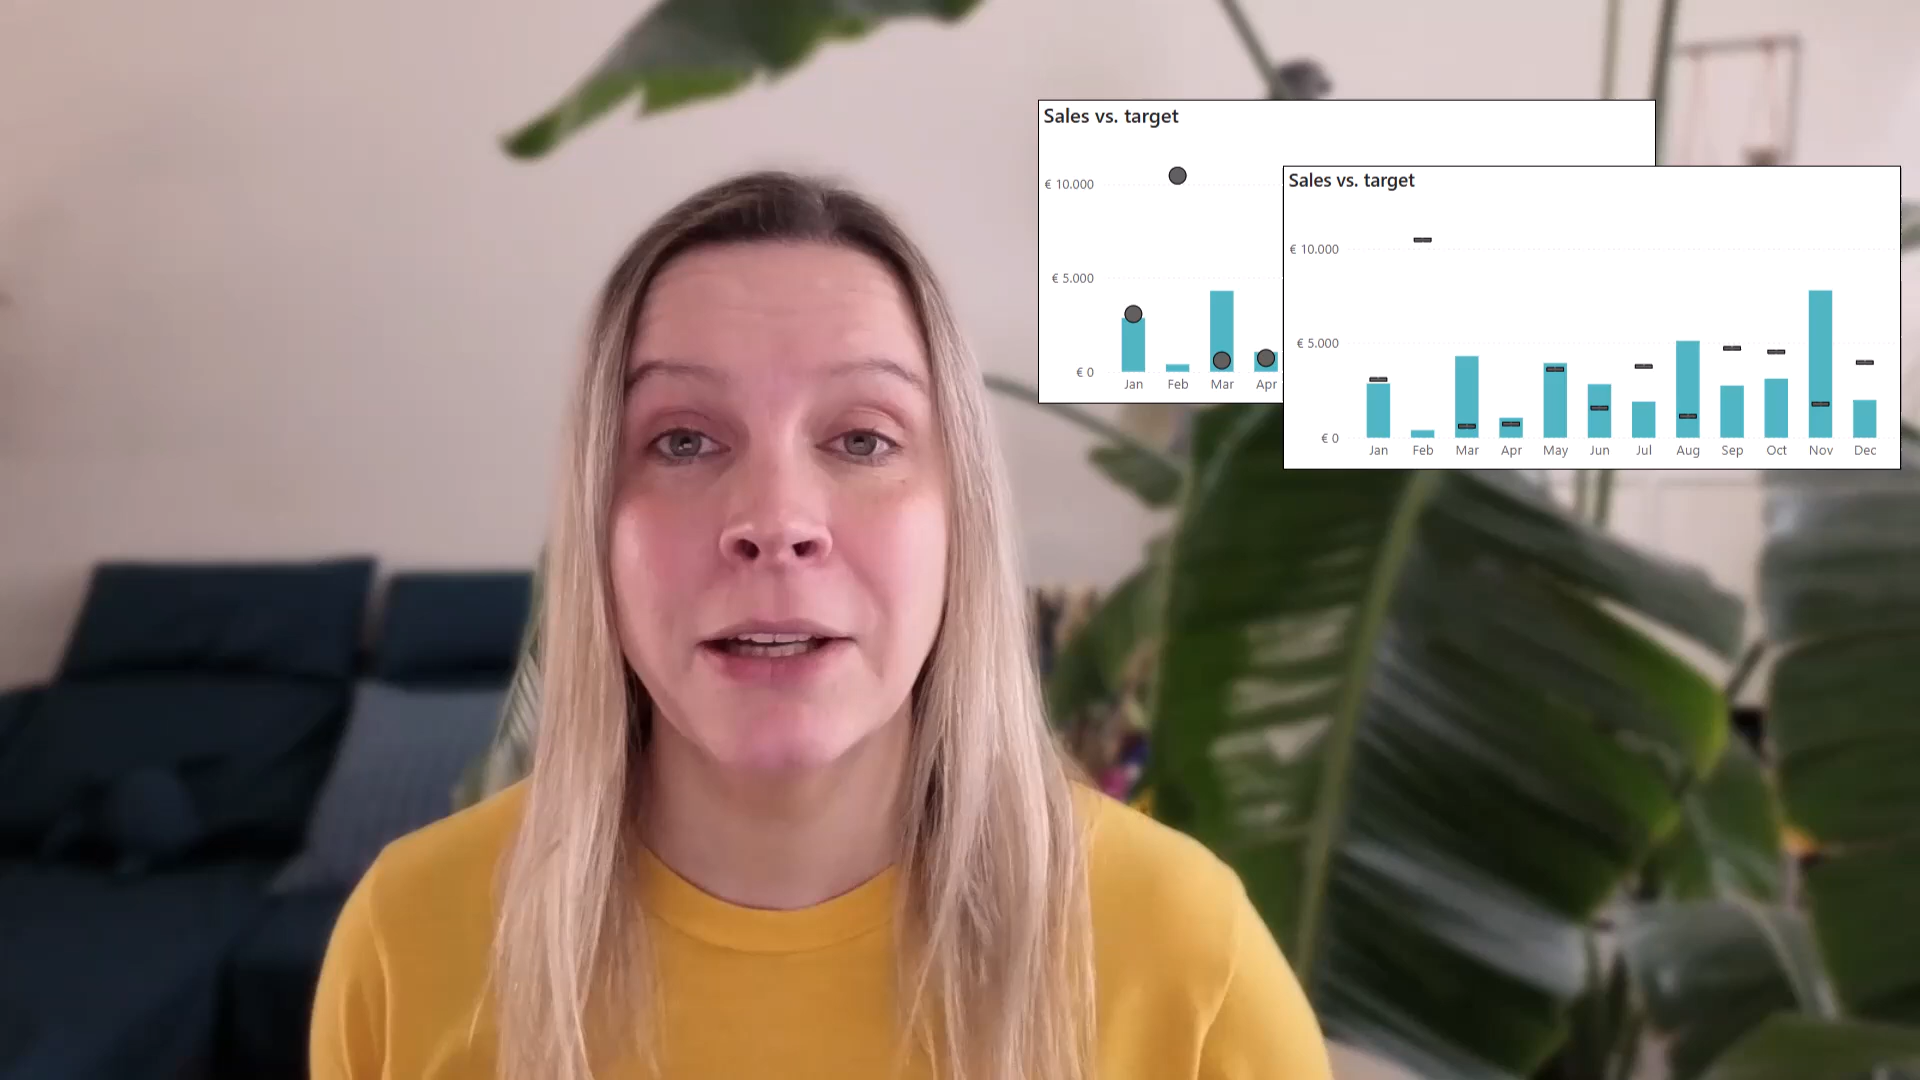 Sales vs. target
€ 10.000
€ 5.000
€ 0
Jan Feb Mar Apr
Sales vs. target
€ 10.000
€ 5.000
€ 0
Jan Feb Mar Apr May Jun Jul Aug Sep Oct Nov Dec